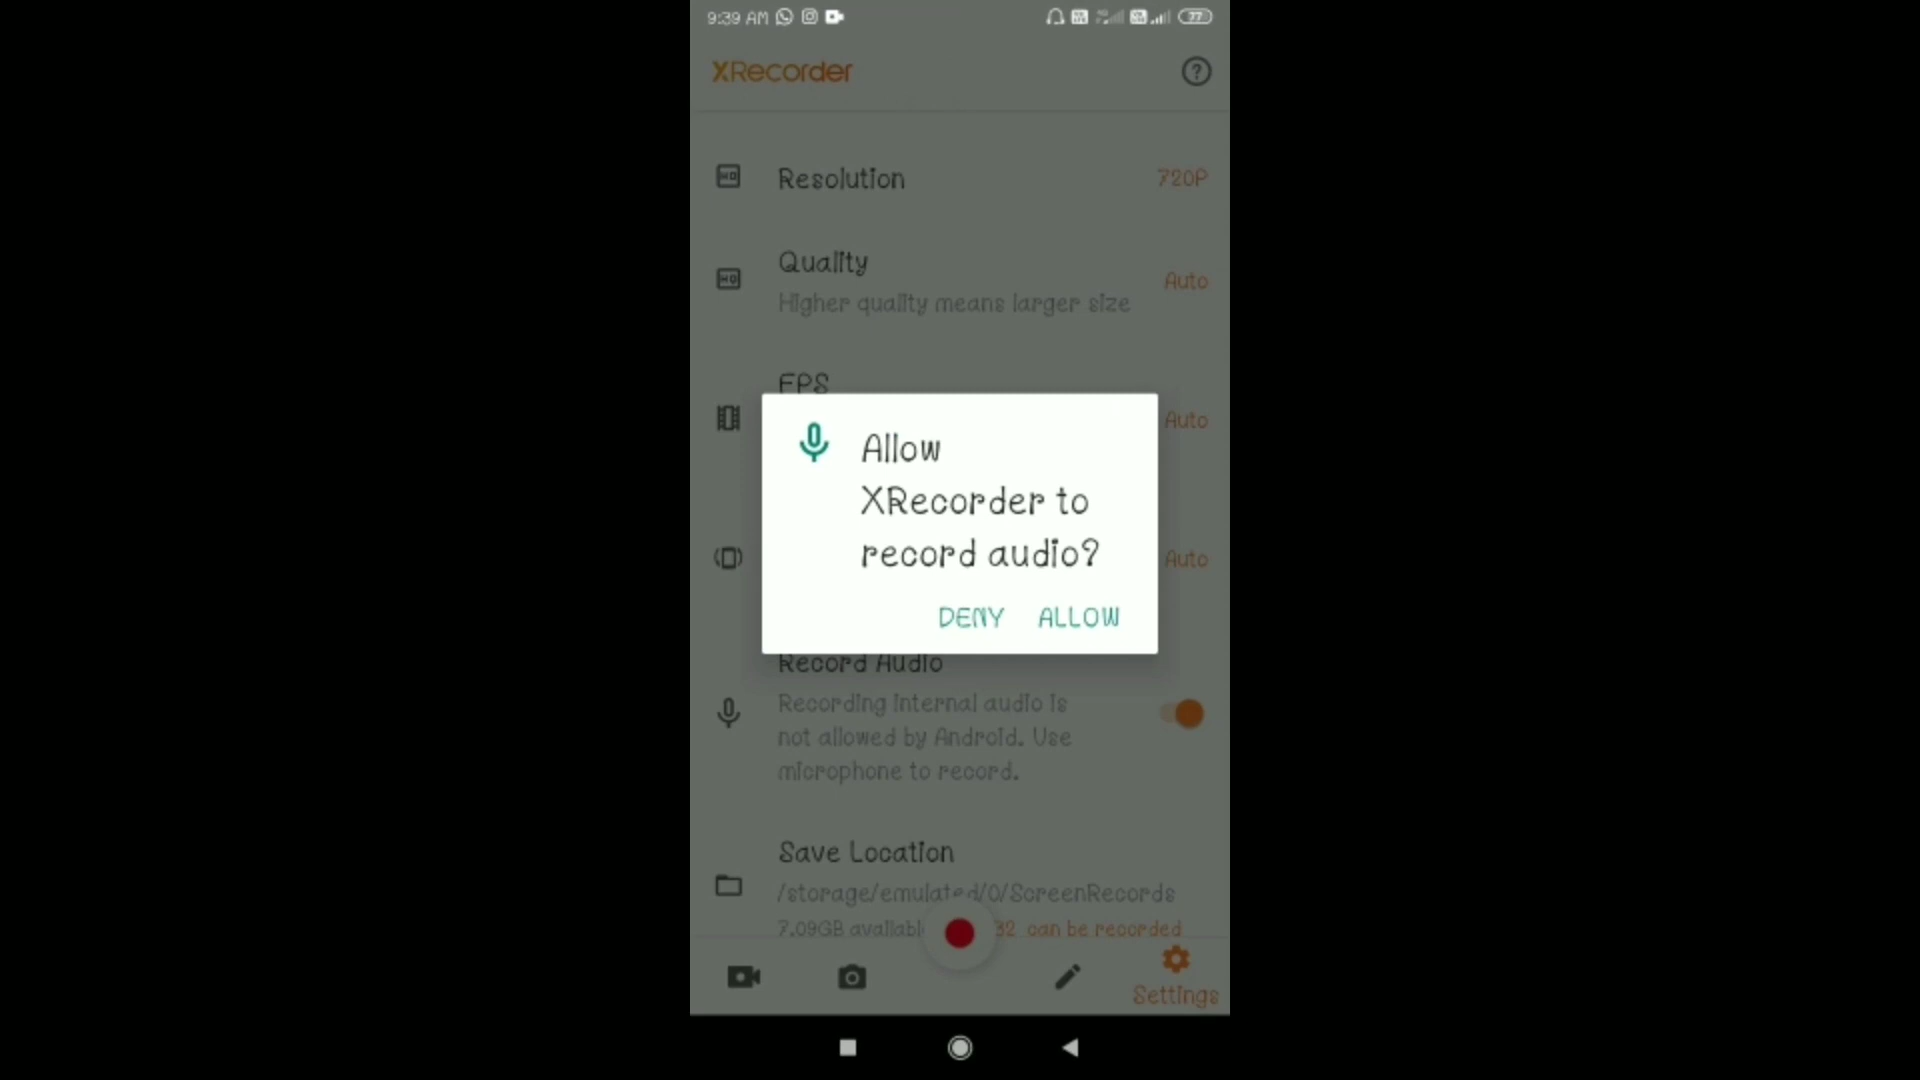 9:39 AM
77
XRecorder
Resolution
720P
Quality
Auto
Higher quality means larger size
FPS
Auto
Allow
XRecorder to
record audio?
Auto
DENY ALLOW
Record Audio
Recording internal audio is
not allowed by Android. Use
microphone to record.
Save Location
/storage/emulated/0/ScreenRecords
7.09GB can be recorded
Settings